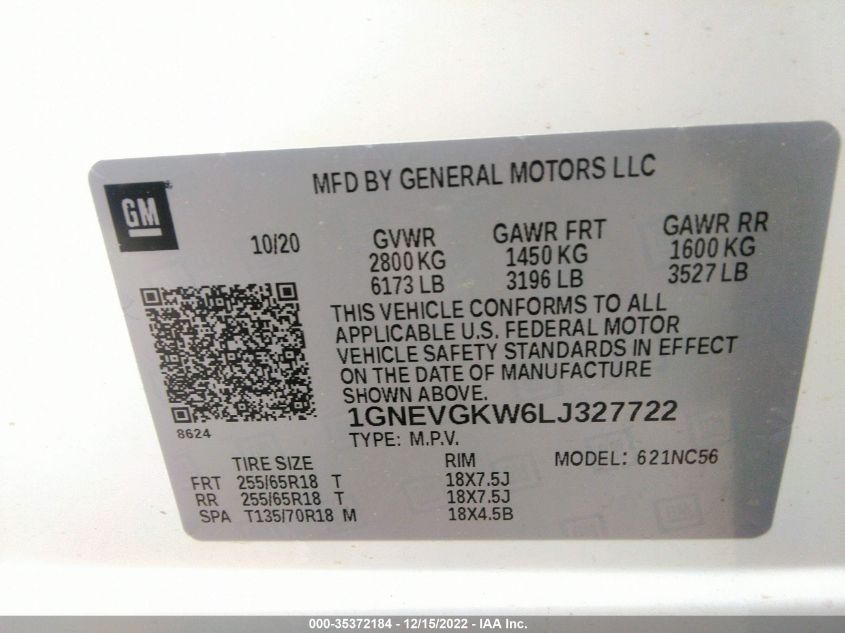 MFD BY GENERAL MOTORS LLC
GM
10/20
GVWR GAWR FRT GAWR RR
2800 KG 1450 KG 1600 KG
6173 LB 3196 LB 3527 LB
THIS VEHICLE CONFORMS TO ALL
APPLICABLE U.S. FEDERAL MOTOR
VEHICLE SAFETY STANDARDS IN EFFECT
ON THE DATE OF MANUFACTURE
SHOWN ABOVE.
8624
1GNEVGKW6LJ327722
TYPE: M.P.V.
TIRE SIZE RIM MODEL: 621NC56
FRT 255/65R18 T 18X7.5J
RR 255/65R18 T 18X7.5J
SPA T135/70R18 M 18X4.5B
000-35372184 - 12/15/2022 - IAA Inc.